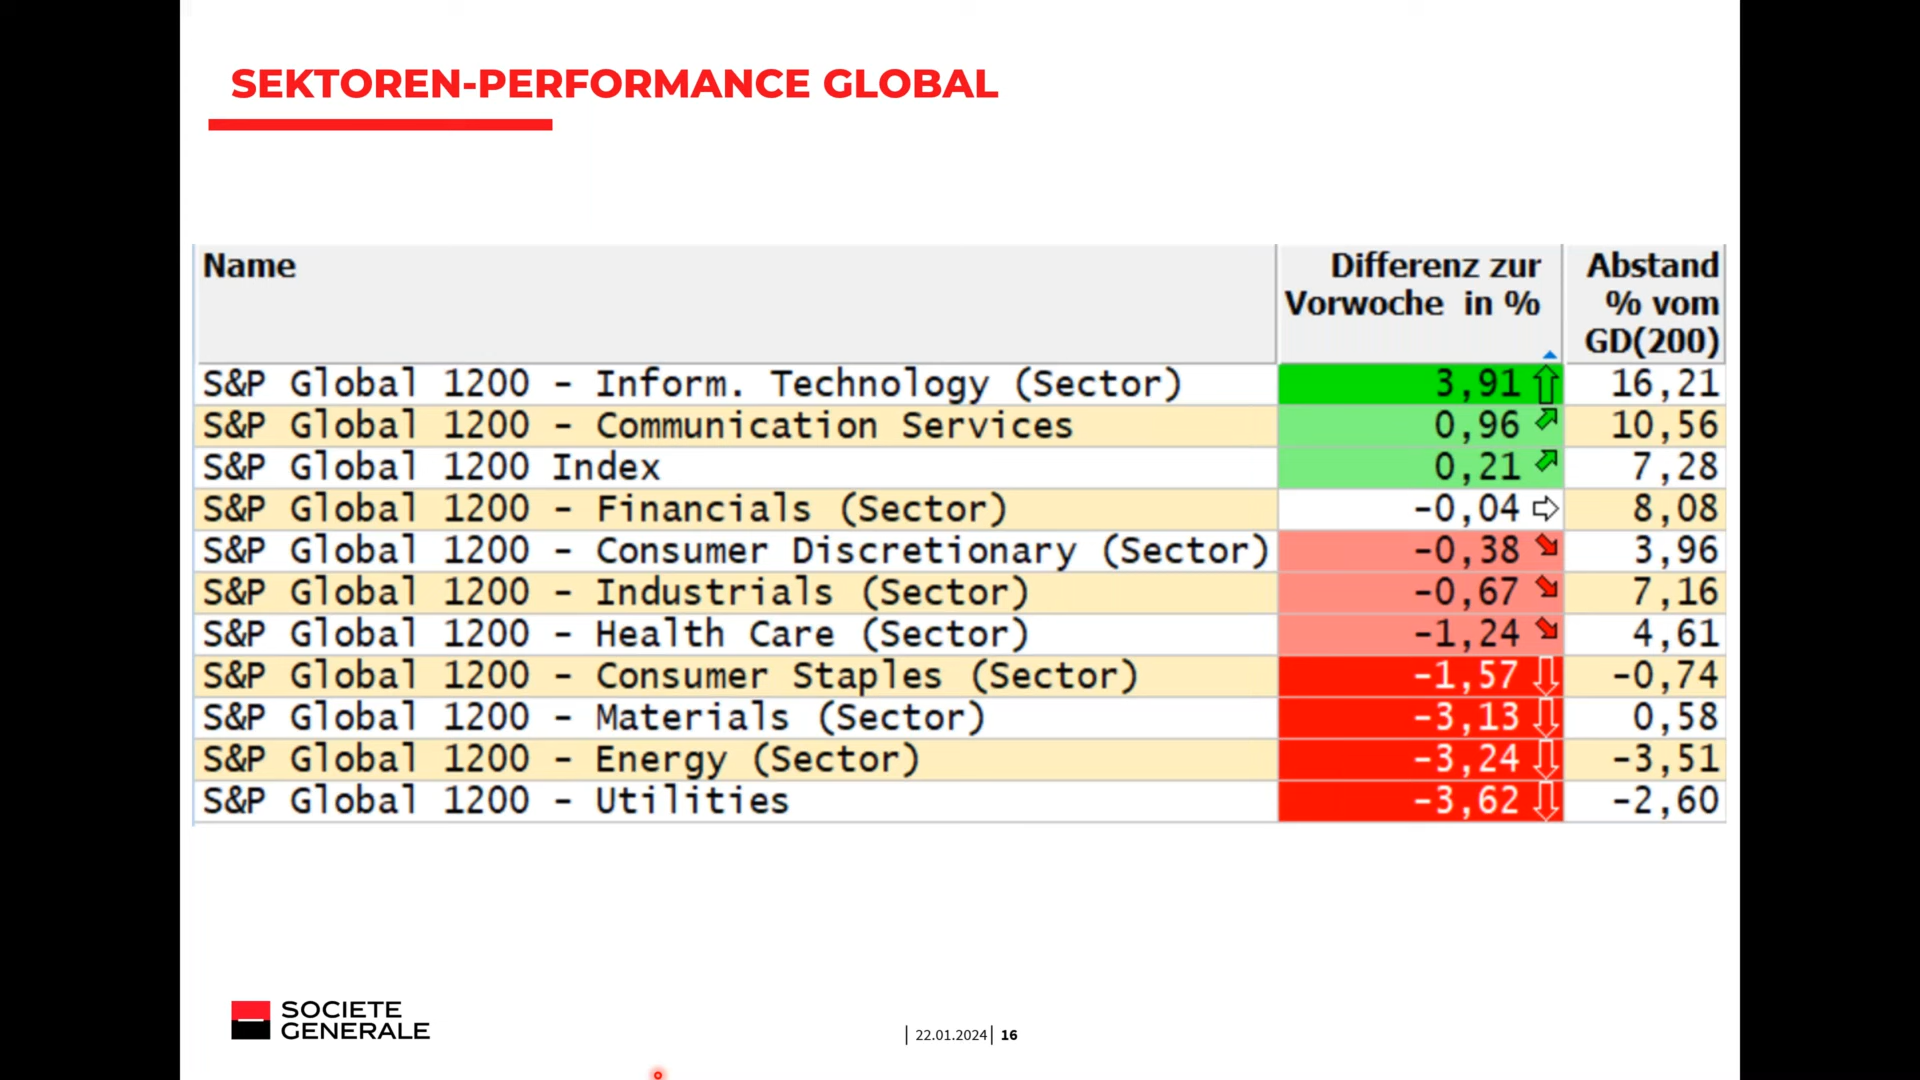 SEKTOREN-PERFORMANCE GLOBAL
Name Differenz zur Vorwoche in % Abstand % vom GD(200)
S&P Global 1200 - Inform. Technology (Sector) 3,91 16,21
S&P Global 1200 - Communication Services 0,96 10,56
S&P Global 1200 Index 0,21 7,28
S&P Global 1200 - Financials (Sector) -0,04 8,08
S&P Global 1200 - Consumer Discretionary (Sector) -0,38 3,96
S&P Global 1200 - Industrials (Sector) -0,67 7,16
S&P Global 1200 - Health Care (Sector) -1,24 4,61
S&P Global 1200 - Consumer Staples (Sector) -1,57 -0,74
S&P Global 1200 - Materials (Sector) -3,13 0,58
S&P Global 1200 - Energy (Sector) -3,24 -3,51
S&P Global 1200 - Utilities -3,62 -2,60
SOCIETE
GENERALE
| 22.01.2024 | 16